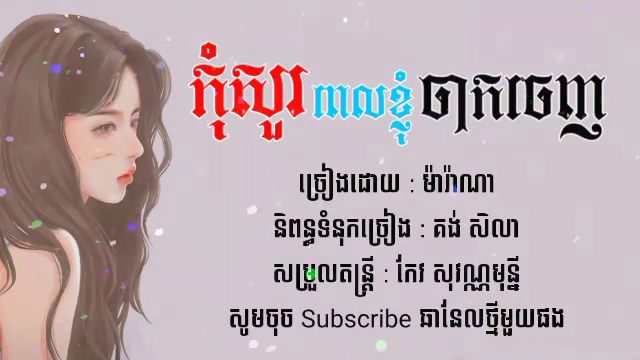 កុំសួរ ពេលខ្ញុំ ចាកចេញ
ច្រៀងដោយ : ម៉ារ៉ាណា
និពន្ធទំនុកច្រៀង : គង់ សិលា
សម្រួលតន្ត្រី : កែវ សុវណ្ណមុន្នី
សូមចុច Subscribe ឆានែលថ្មីមួយផង